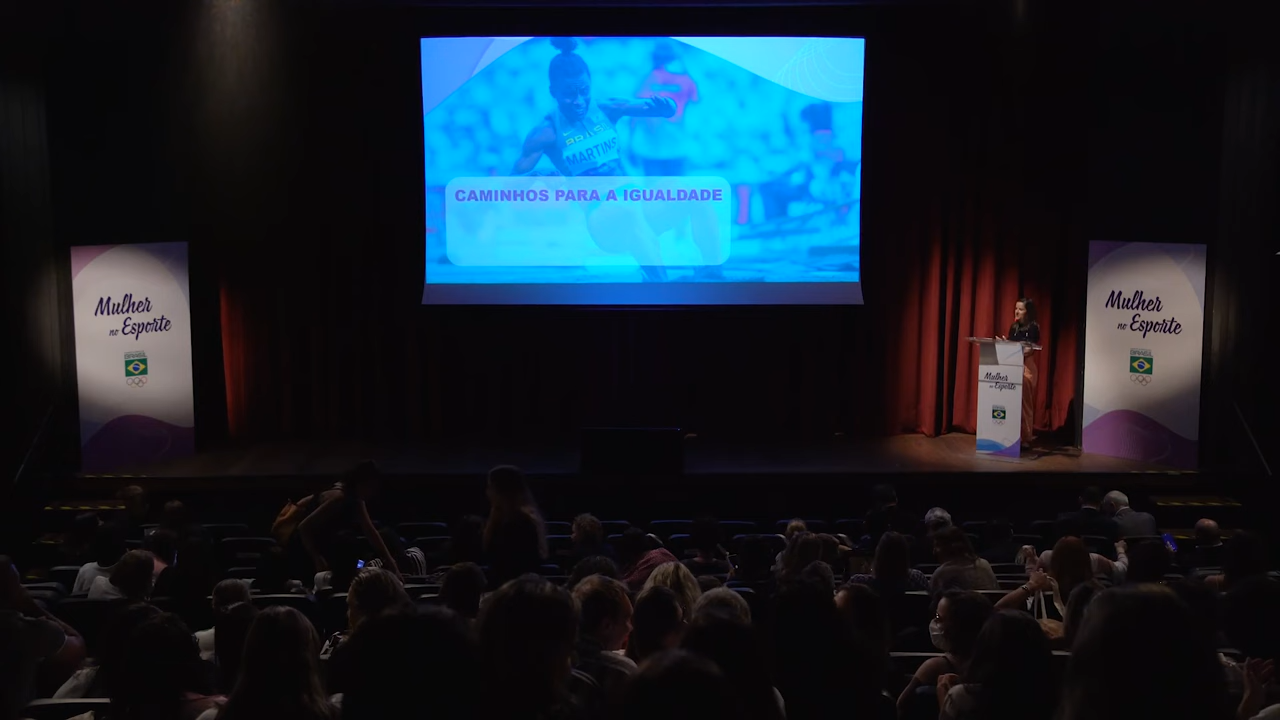 BRASIL
MARTINS
CAMINHOS PARA A IGUALDADE
Mulher
no Esporte
Mulher
no Esporte
Mulher
no Esporte